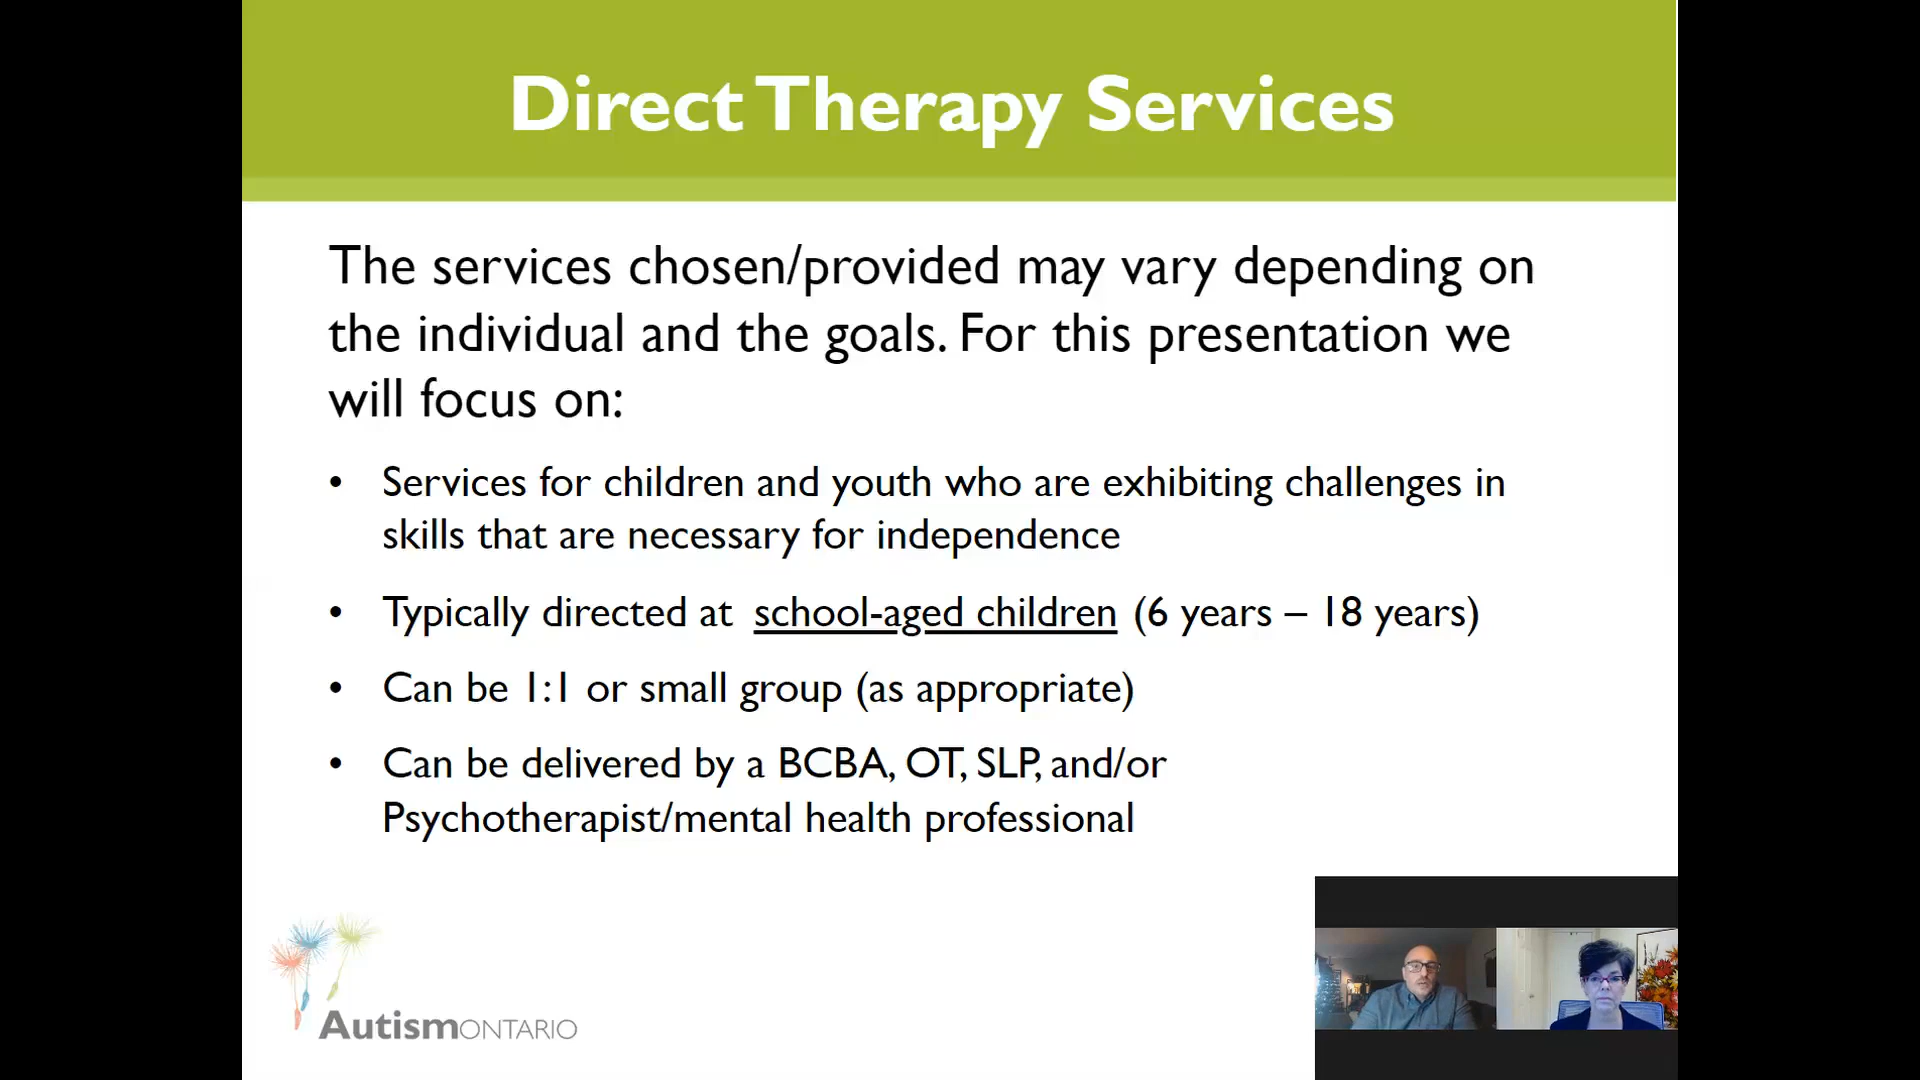 Direct Therapy Services
The services chosen/provided may vary depending on
the individual and the goals. For this presentation we
will focus on:
• Services for children and youth who are exhibiting challenges in
skills that are necessary for independence
• Typically directed at school-aged children (6 years – 18 years)
• Can be 1:1 or small group (as appropriate)
• Can be delivered by a BCBA, OT, SLP, and/or
Psychotherapist/mental health professional
AutismONTARIO